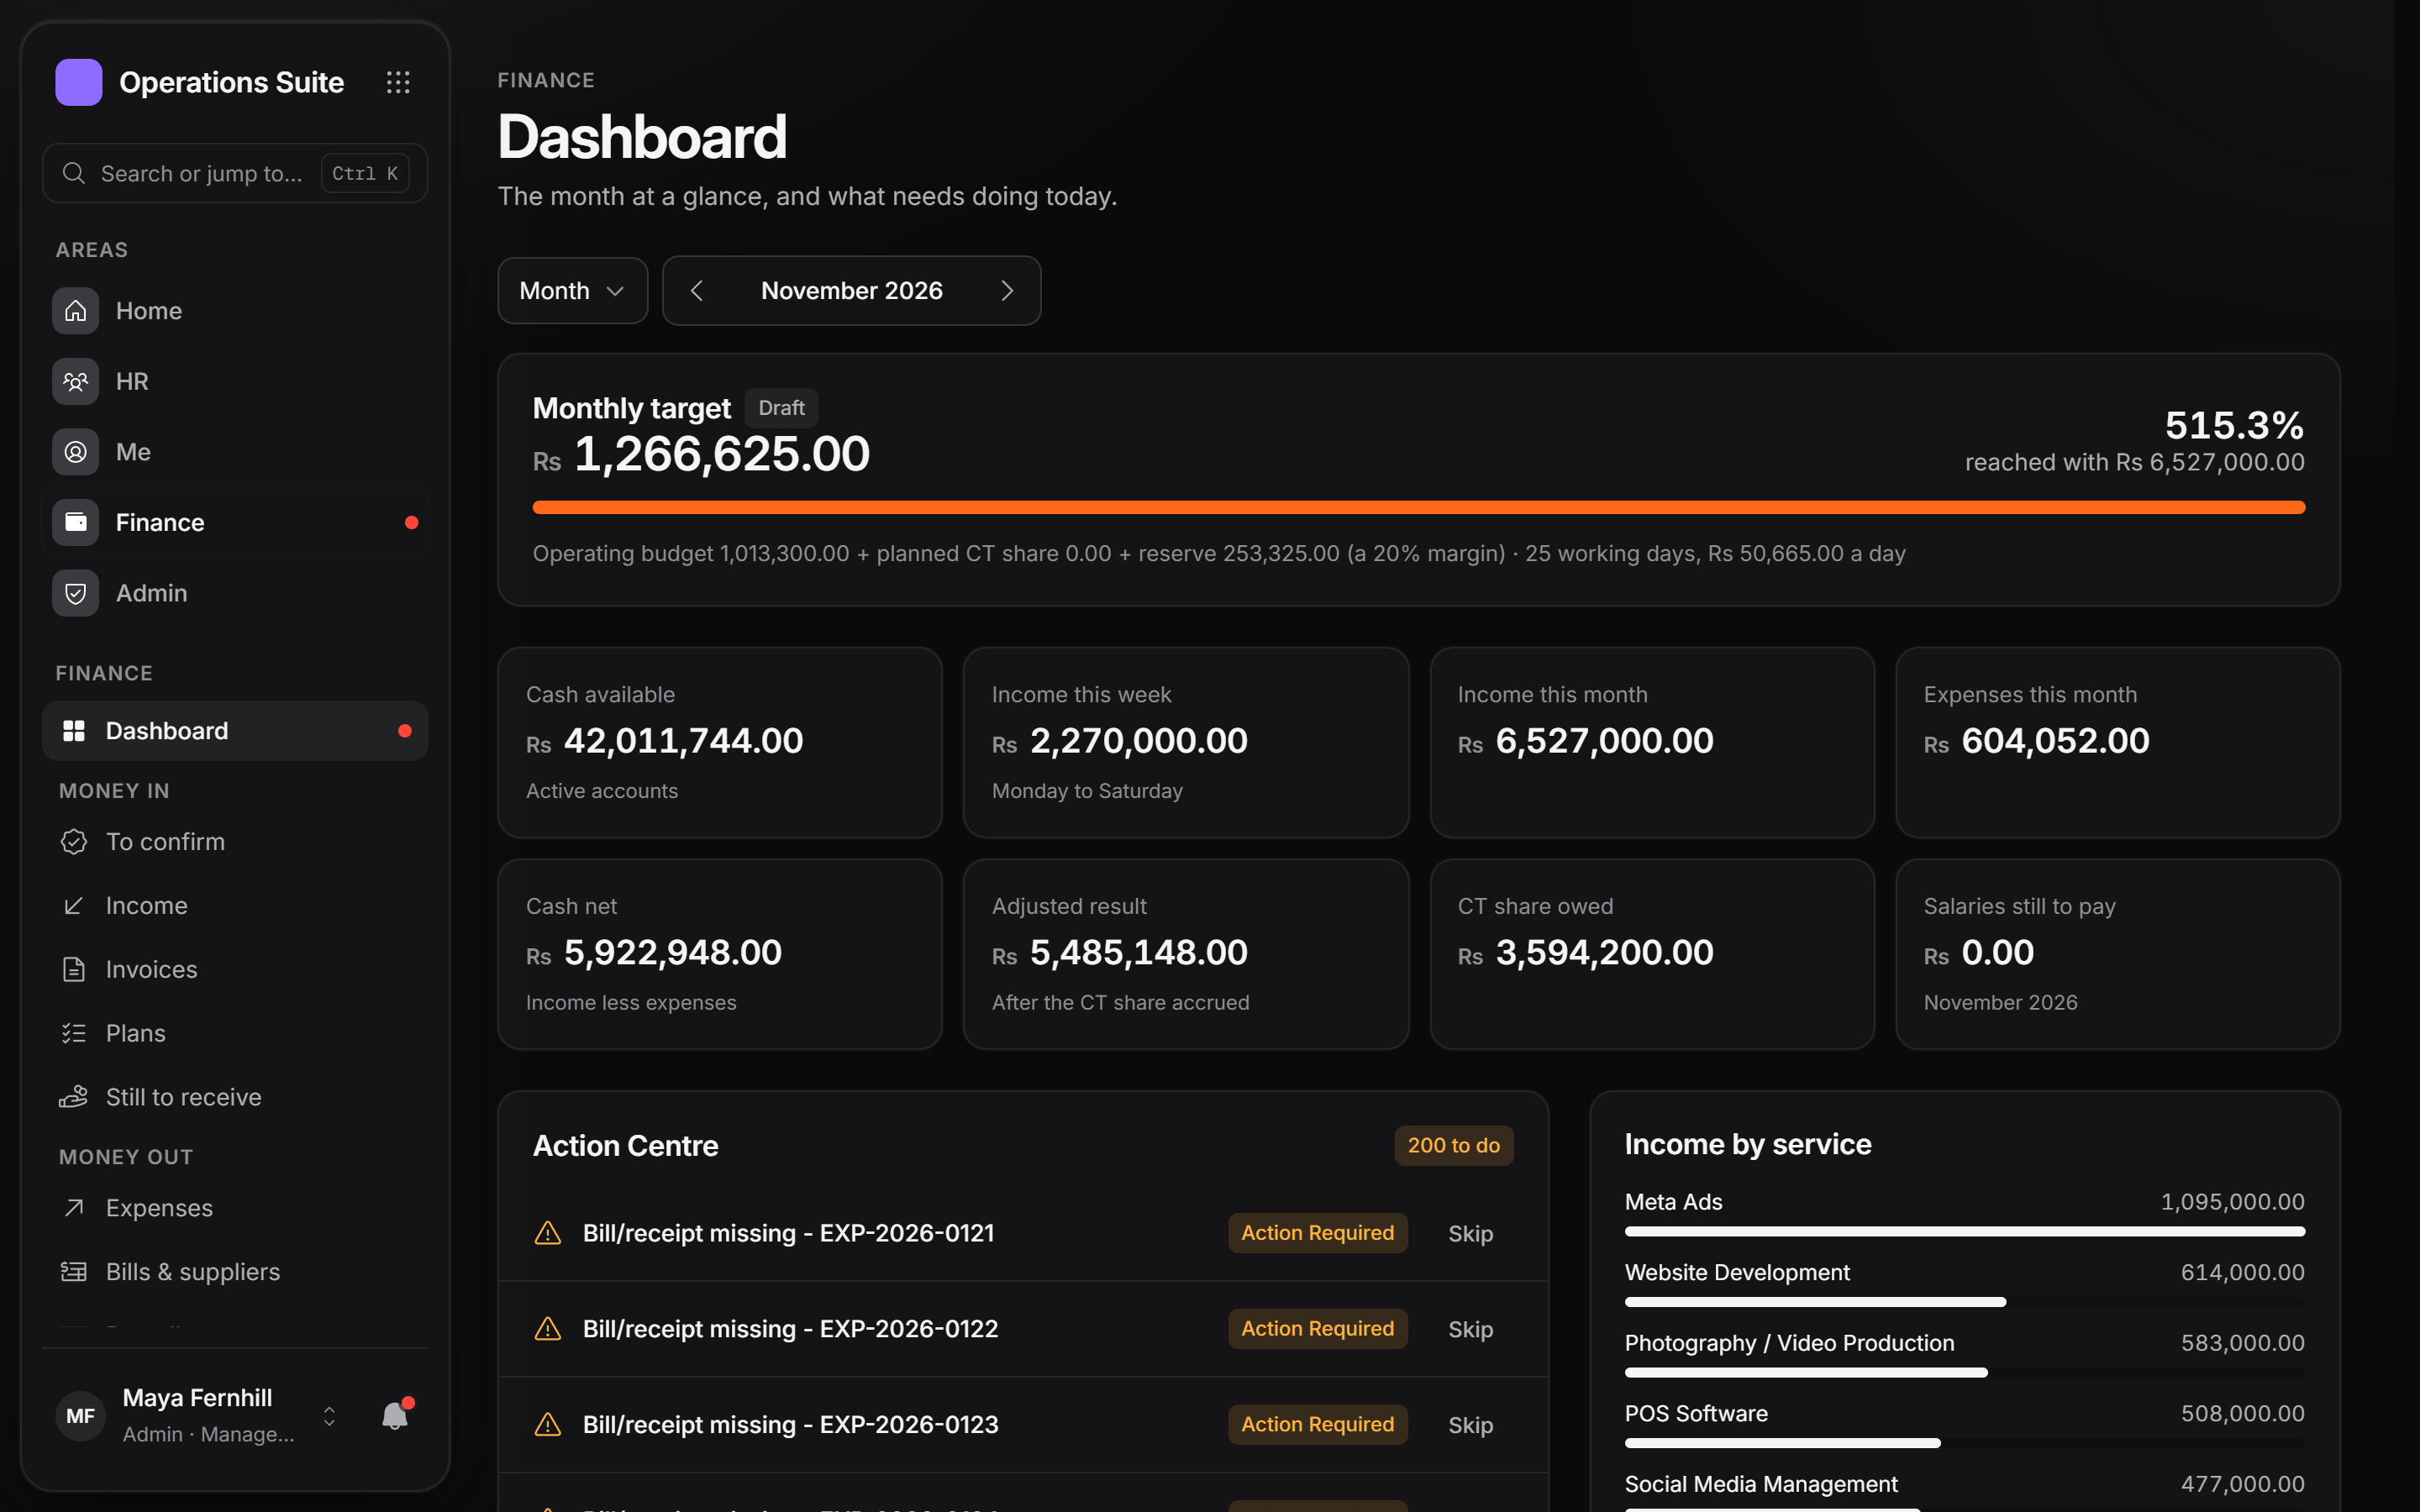 Operations Suite
Search or jump to... Ctrl K
AREAS
Home
HR
Me
Finance
Admin
FINANCE
Dashboard
MONEY IN
To confirm
Income
Invoices
Plans
Still to receive
MONEY OUT
Expenses
Bills & suppliers
MF
Maya Fernhill
Admin · Manage...
FINANCE
Dashboard
The month at a glance, and what needs doing today.
Month
November 2026
Monthly target Draft
Rs 1,266,625.00
515.3%
reached with Rs 6,527,000.00
Operating budget 1,013,300.00 + planned CT share 0.00 + reserve 253,325.00 (a 20% margin) · 25 working days, Rs 50,665.00 a day
Cash available
Rs 42,011,744.00
Active accounts
Income this week
Rs 2,270,000.00
Monday to Saturday
Income this month
Rs 6,527,000.00
Expenses this month
Rs 604,052.00
Cash net
Rs 5,922,948.00
Income less expenses
Adjusted result
Rs 5,485,148.00
After the CT share accrued
CT share owed
Rs 3,594,200.00
Salaries still to pay
Rs 0.00
November 2026
Action Centre 200 to do
Bill/receipt missing - EXP-2026-0121 Action Required Skip
Bill/receipt missing - EXP-2026-0122 Action Required Skip
Bill/receipt missing - EXP-2026-0123 Action Required Skip
Income by service
Meta Ads 1,095,000.00
Website Development 614,000.00
Photography / Video Production 583,000.00
POS Software 508,000.00
Social Media Management 477,000.00